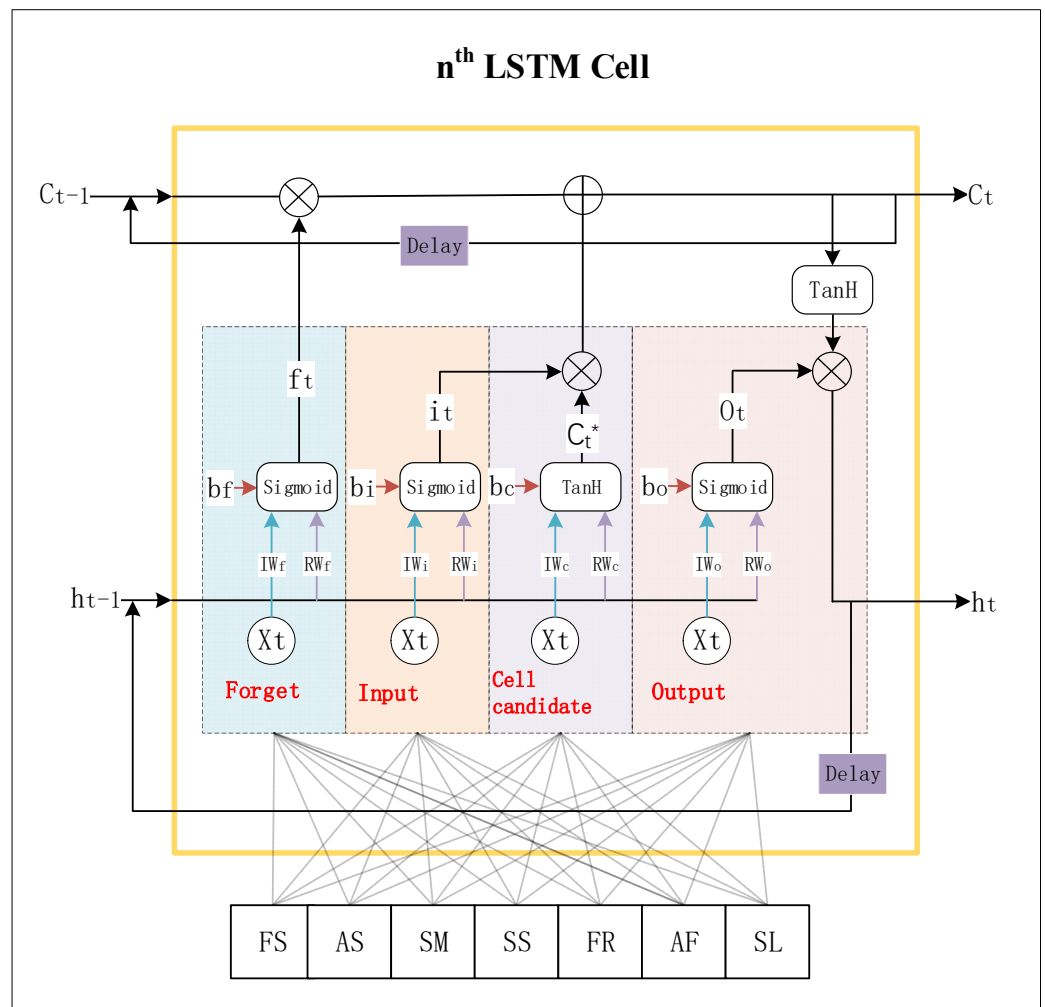 nth LSTM Cell
Ct-1
Ct
Delay
TanH
ft
it
Ct*
Ot
bf
Sigmoid
bi
Sigmoid
bc
TanH
bo
Sigmoid
IWf
RWf
IWi
RWi
IWc
RWc
IWo
RWo
ht-1
ht
Xt
Xt
Xt
Xt
Forget
Input
Cell
candidate
Output
Delay
FS
AS
SM
SS
FR
AF
SL